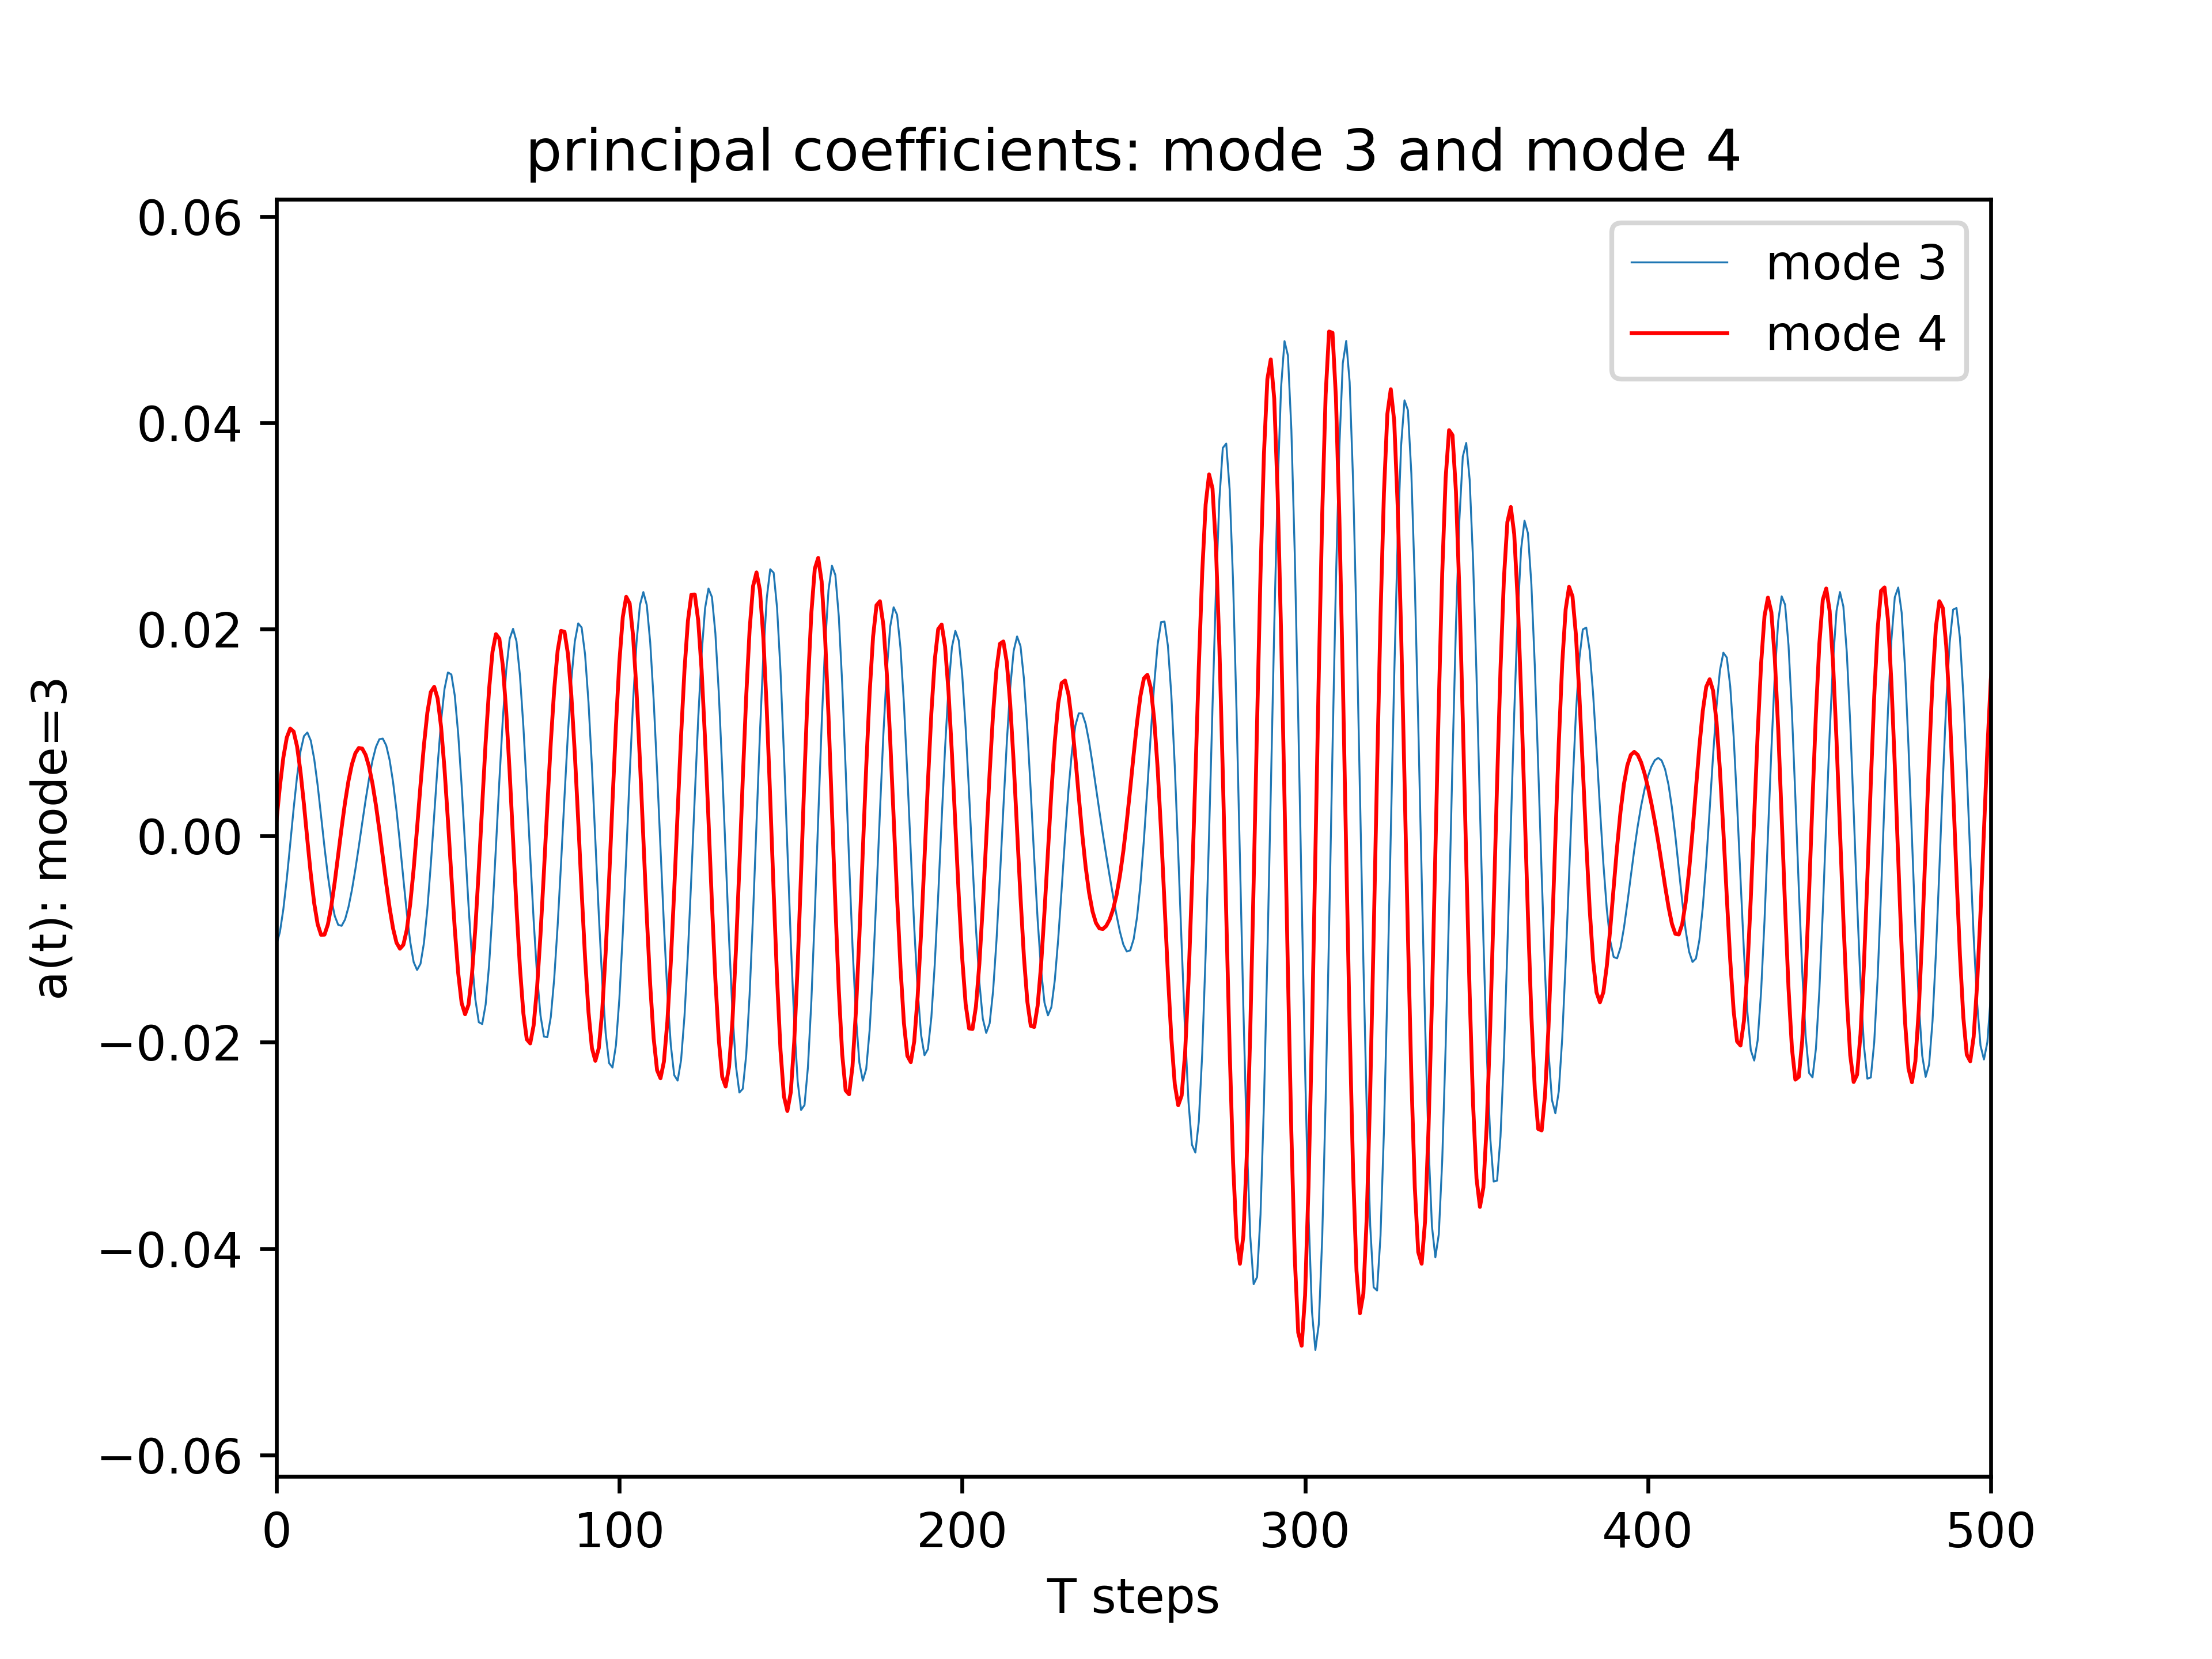 principal coefficients: mode 3 and mode 4
mode 3
mode 4
0.06
0.04
0.02
0.00
−0.02
−0.04
−0.06
a(t): mode=3
0 100 200 300 400 500
T steps